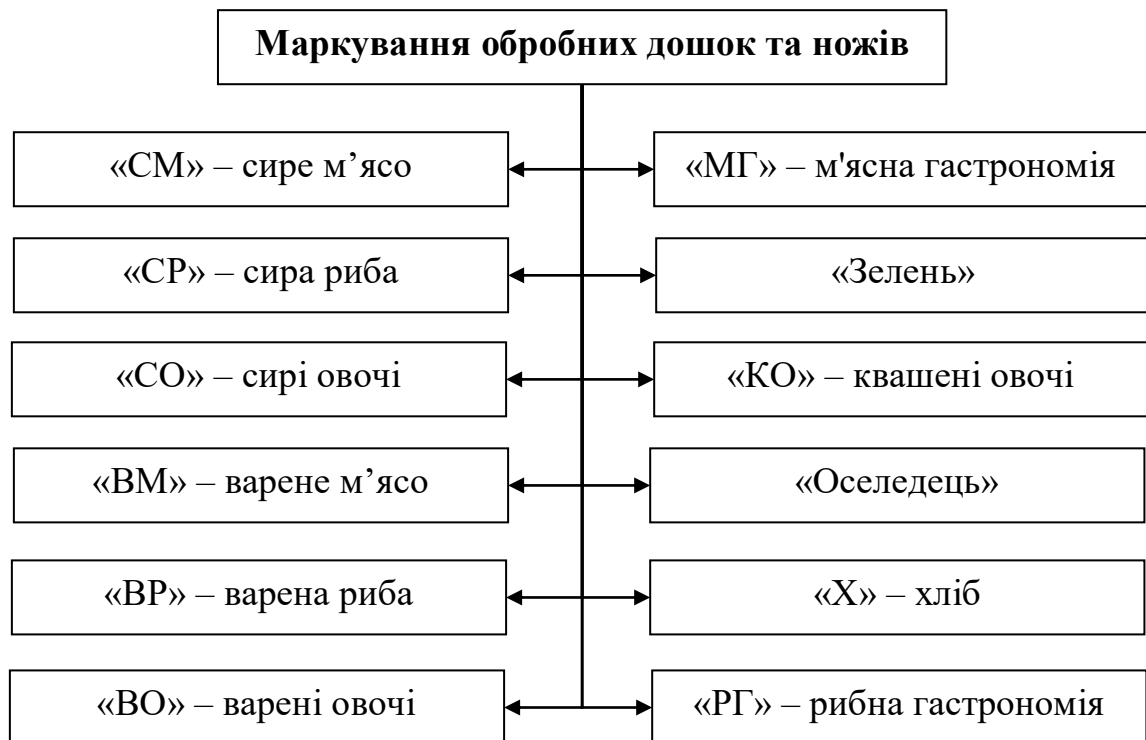 Маркування обробних дошок та ножів
«СМ» – сире м’ясо
«МГ» – м'ясна гастрономія
«СР» – сира риба
«Зелень»
«СО» – сирі овочі
«КО» – квашені овочі
«ВМ» – варене м’ясо
«Оселедець»
«ВР» – варена риба
«Х» – хліб
«ВО» – варені овочі
«РГ» – рибна гастрономія